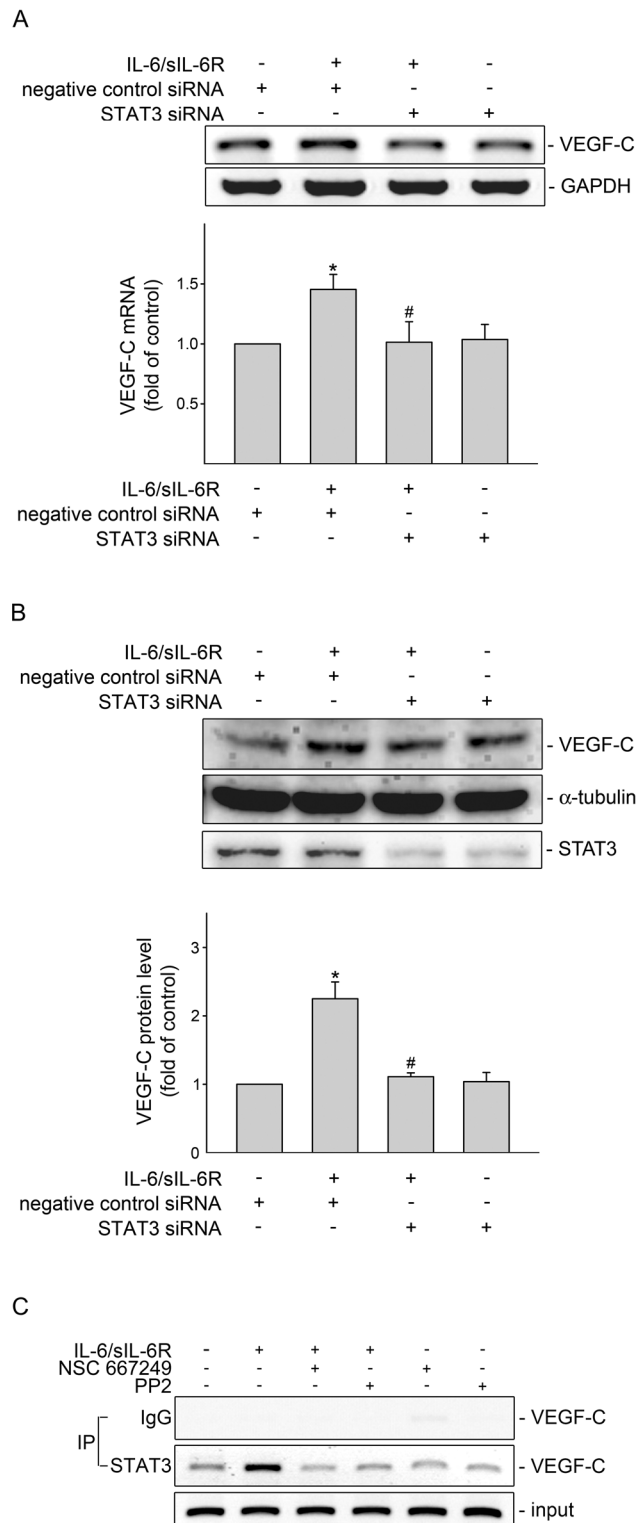 A
IL-6/sIL-6R - + + -
negative control siRNA + + - -
STAT3 siRNA - - + +
- VEGF-C
- GAPDH
VEGF-C mRNA
(fold of control)
1.5
1.0
0.5
*
#
IL-6/sIL-6R - + + -
negative control siRNA + + - -
STAT3 siRNA - - + +
B
IL-6/sIL-6R - + + -
negative control siRNA + + - -
STAT3 siRNA - - + +
- VEGF-C
- α-tubulin
- STAT3
VEGF-C protein level
(fold of control)
3
2
1
0
*
#
IL-6/sIL-6R - + + -
negative control siRNA + + - -
STAT3 siRNA - - + +
C
IL-6/sIL-6R - + + + - -
NSC 667249 - - + - + -
PP2 - - - + - +
IP
IgG - VEGF-C
STAT3 - VEGF-C
- input